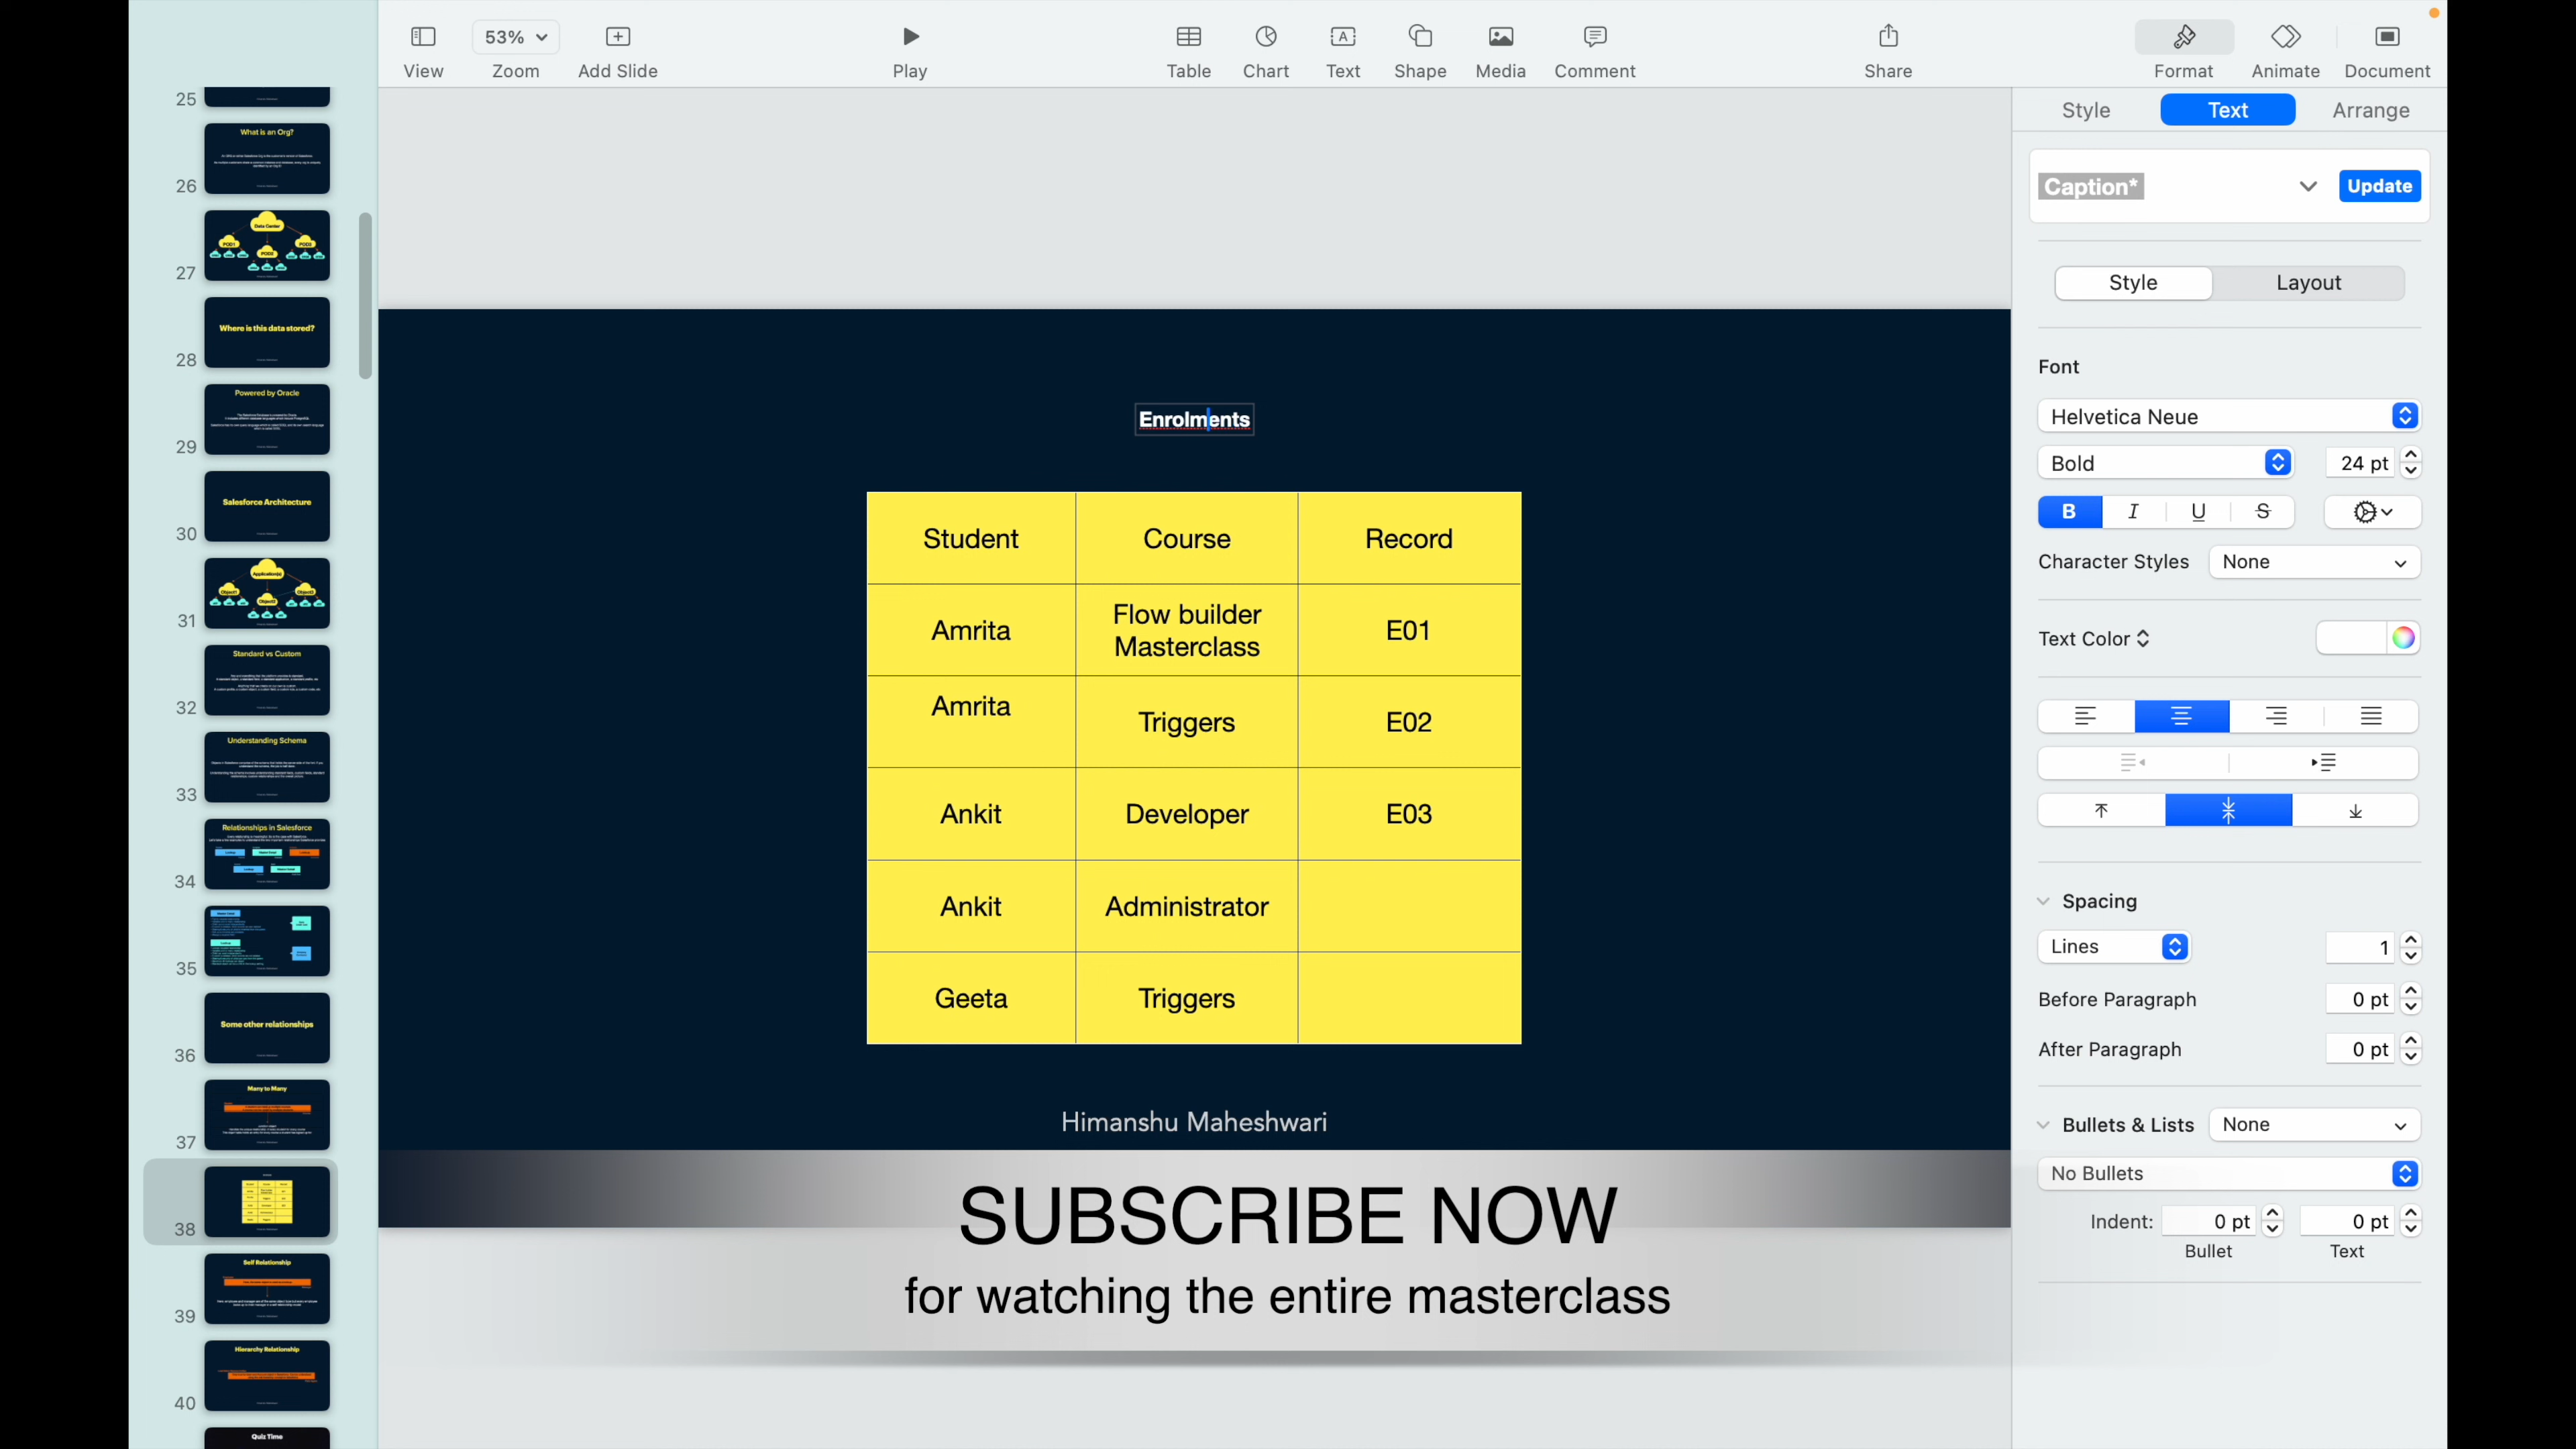 53%
View
Zoom
Add Slide
Play
Table
Chart
Text
Shape
Media
Comment
Share
Format
Animate
Document
25
What is an Org?
26
Data Center
POD1
POD2
POD3
27
Where is this data stored?
28
Powered by Oracle
29
Salesforce Architecture
30
31
Standard vs Custom
32
Understanding Schema
33
Relationships in Salesforce
34
35
Some other relationships
36
Many to Many
37
38
Self Relationship
39
Hierarchy Relationship
40
Quiz Time
Enrolments
Student Course Record
Amrita Flow builder Masterclass E01
Amrita Triggers E02
Ankit Developer E03
Ankit Administrator
Geeta Triggers
Himanshu Maheshwari
SUBSCRIBE NOW
for watching the entire masterclass
Style
Text
Arrange
Caption*
Update
Style
Layout
Font
Helvetica Neue
Bold
24 pt
B I U S
Character Styles
None
Text Color
Spacing
Lines
1
Before Paragraph
0 pt
After Paragraph
0 pt
Bullets & Lists
None
No Bullets
Indent:
0 pt
0 pt
Bullet
Text